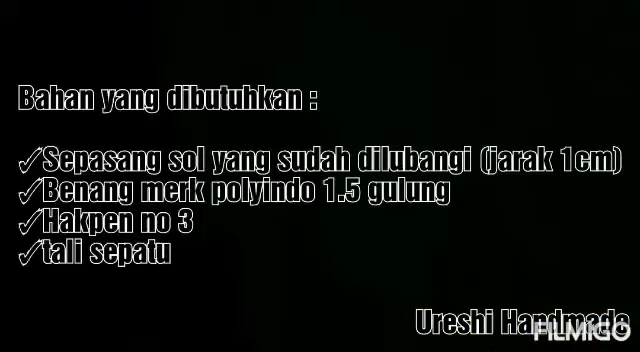 Bahan yang dibutuhkan :
✓Sepasang sol yang sudah dilubangi (jarak 1cm)
✓Benang merk polyindo 1.5 gulung
✓Hakpen no 3
✓tali sepatu
Ureshi Handmade
FILMIGO